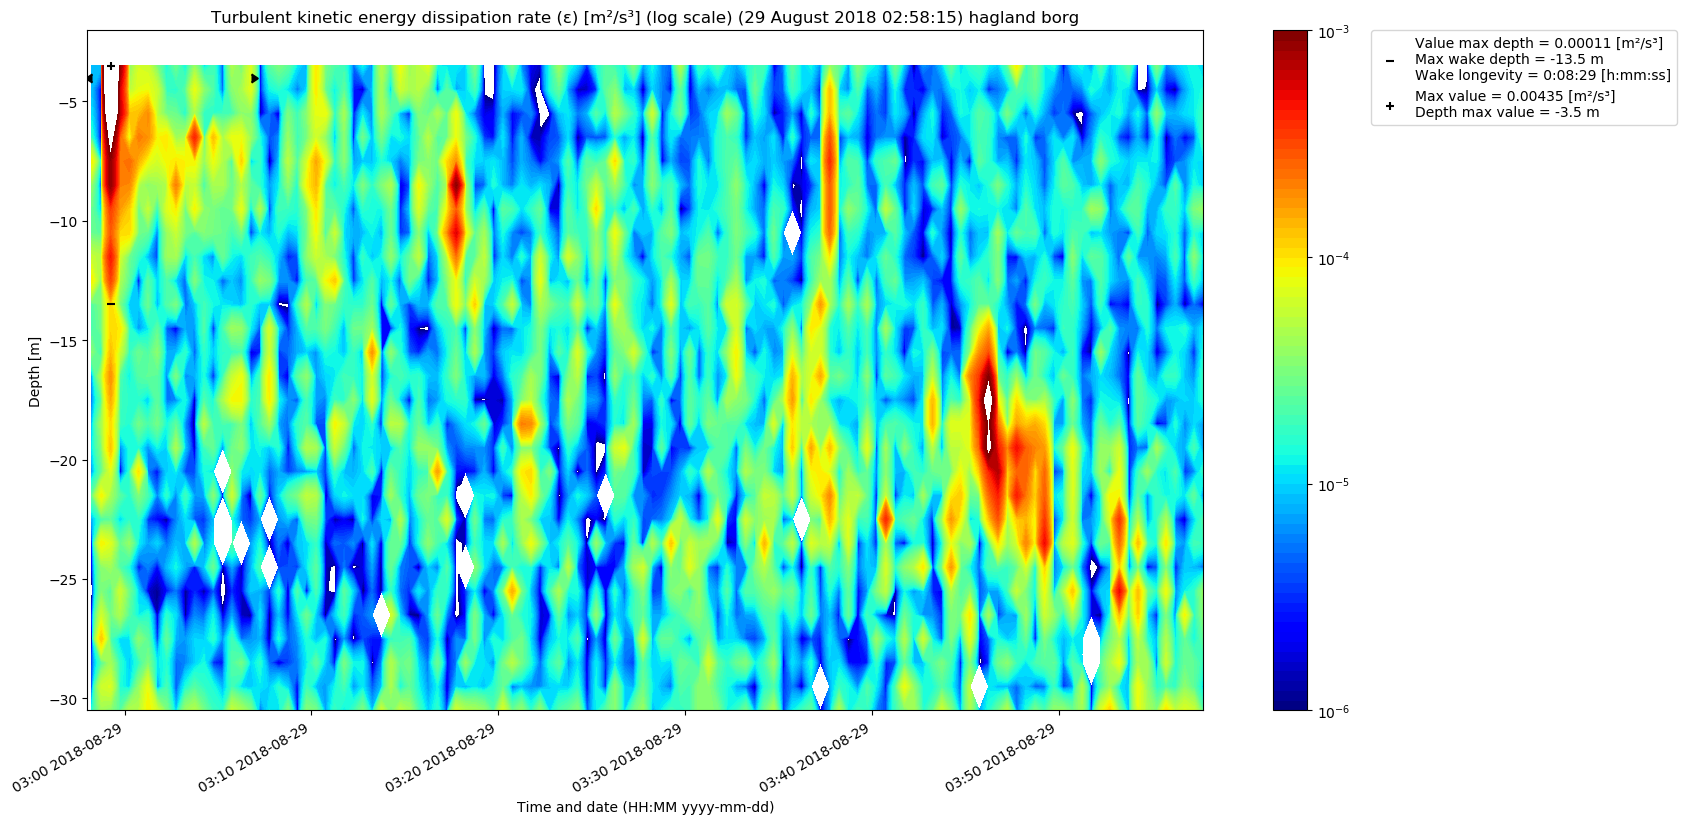 Turbulent kinetic energy dissipation rate (ε) [m²/s³] (log scale) (29 August 2018 02:58:15) hagland borg
Value max depth = 0.00011 [m²/s³]
Max wake depth = -13.5 m
Wake longevity = 0:08:29 [h:mm:ss]
Max value = 0.00435 [m²/s³]
Depth max value = -3.5 m
Depth [m]
−5
−10
−15
−20
−25
−30
03:00 2018-08-29
03:10 2018-08-29
03:20 2018-08-29
03:30 2018-08-29
03:40 2018-08-29
03:50 2018-08-29
Time and date (HH:MM yyyy-mm-dd)
10⁻³
10⁻⁴
10⁻⁵
10⁻⁶